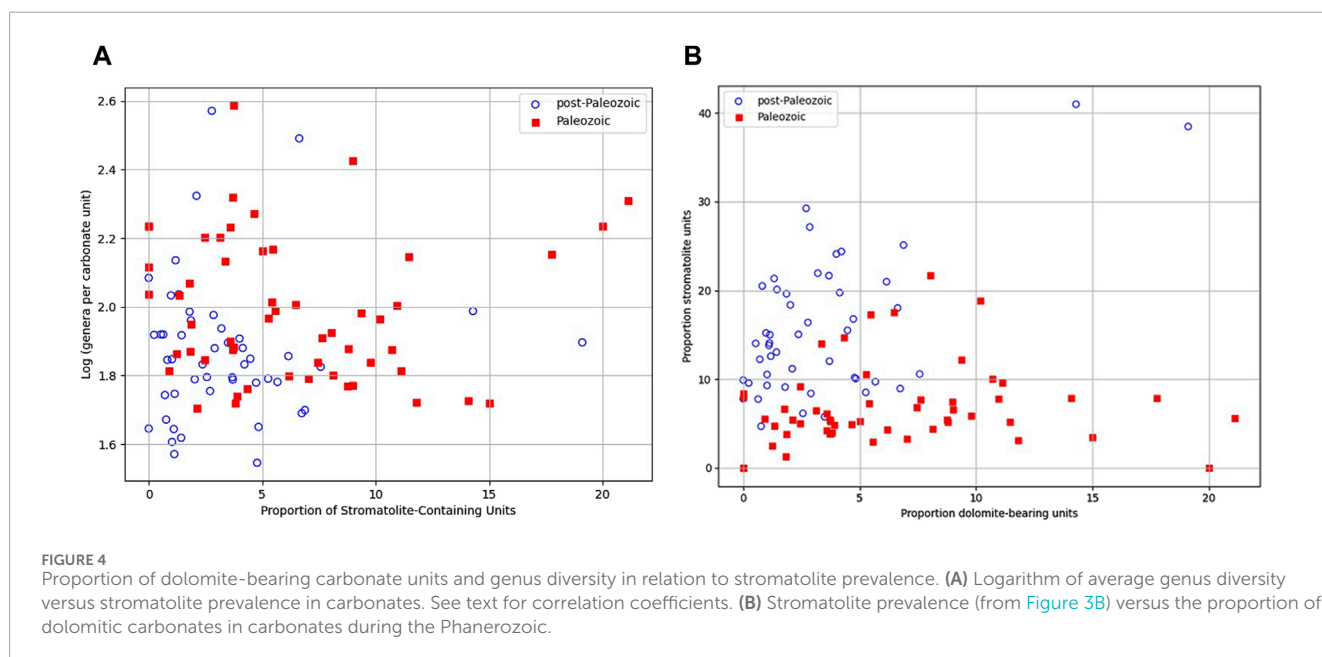 A
B
2.6
2.4
2.2
2.0
1.8
1.6
Log (genera per carbonate unit)
post-Paleozoic
Paleozoic
0 5 10 15 20
Proportion of Stromatolite-Containing Units
40
30
20
10
0
Proportion stromatolite units
post-Paleozoic
Paleozoic
0 5 10 15 20
Proportion dolomite-bearing units
FIGURE 4
Proportion of dolomite-bearing carbonate units and genus diversity in relation to stromatolite prevalence. (A) Logarithm of average genus diversity
versus stromatolite prevalence in carbonates. See text for correlation coefficients. (B) Stromatolite prevalence (from Figure 3B) versus the proportion of
dolomitic carbonates in carbonates during the Phanerozoic.